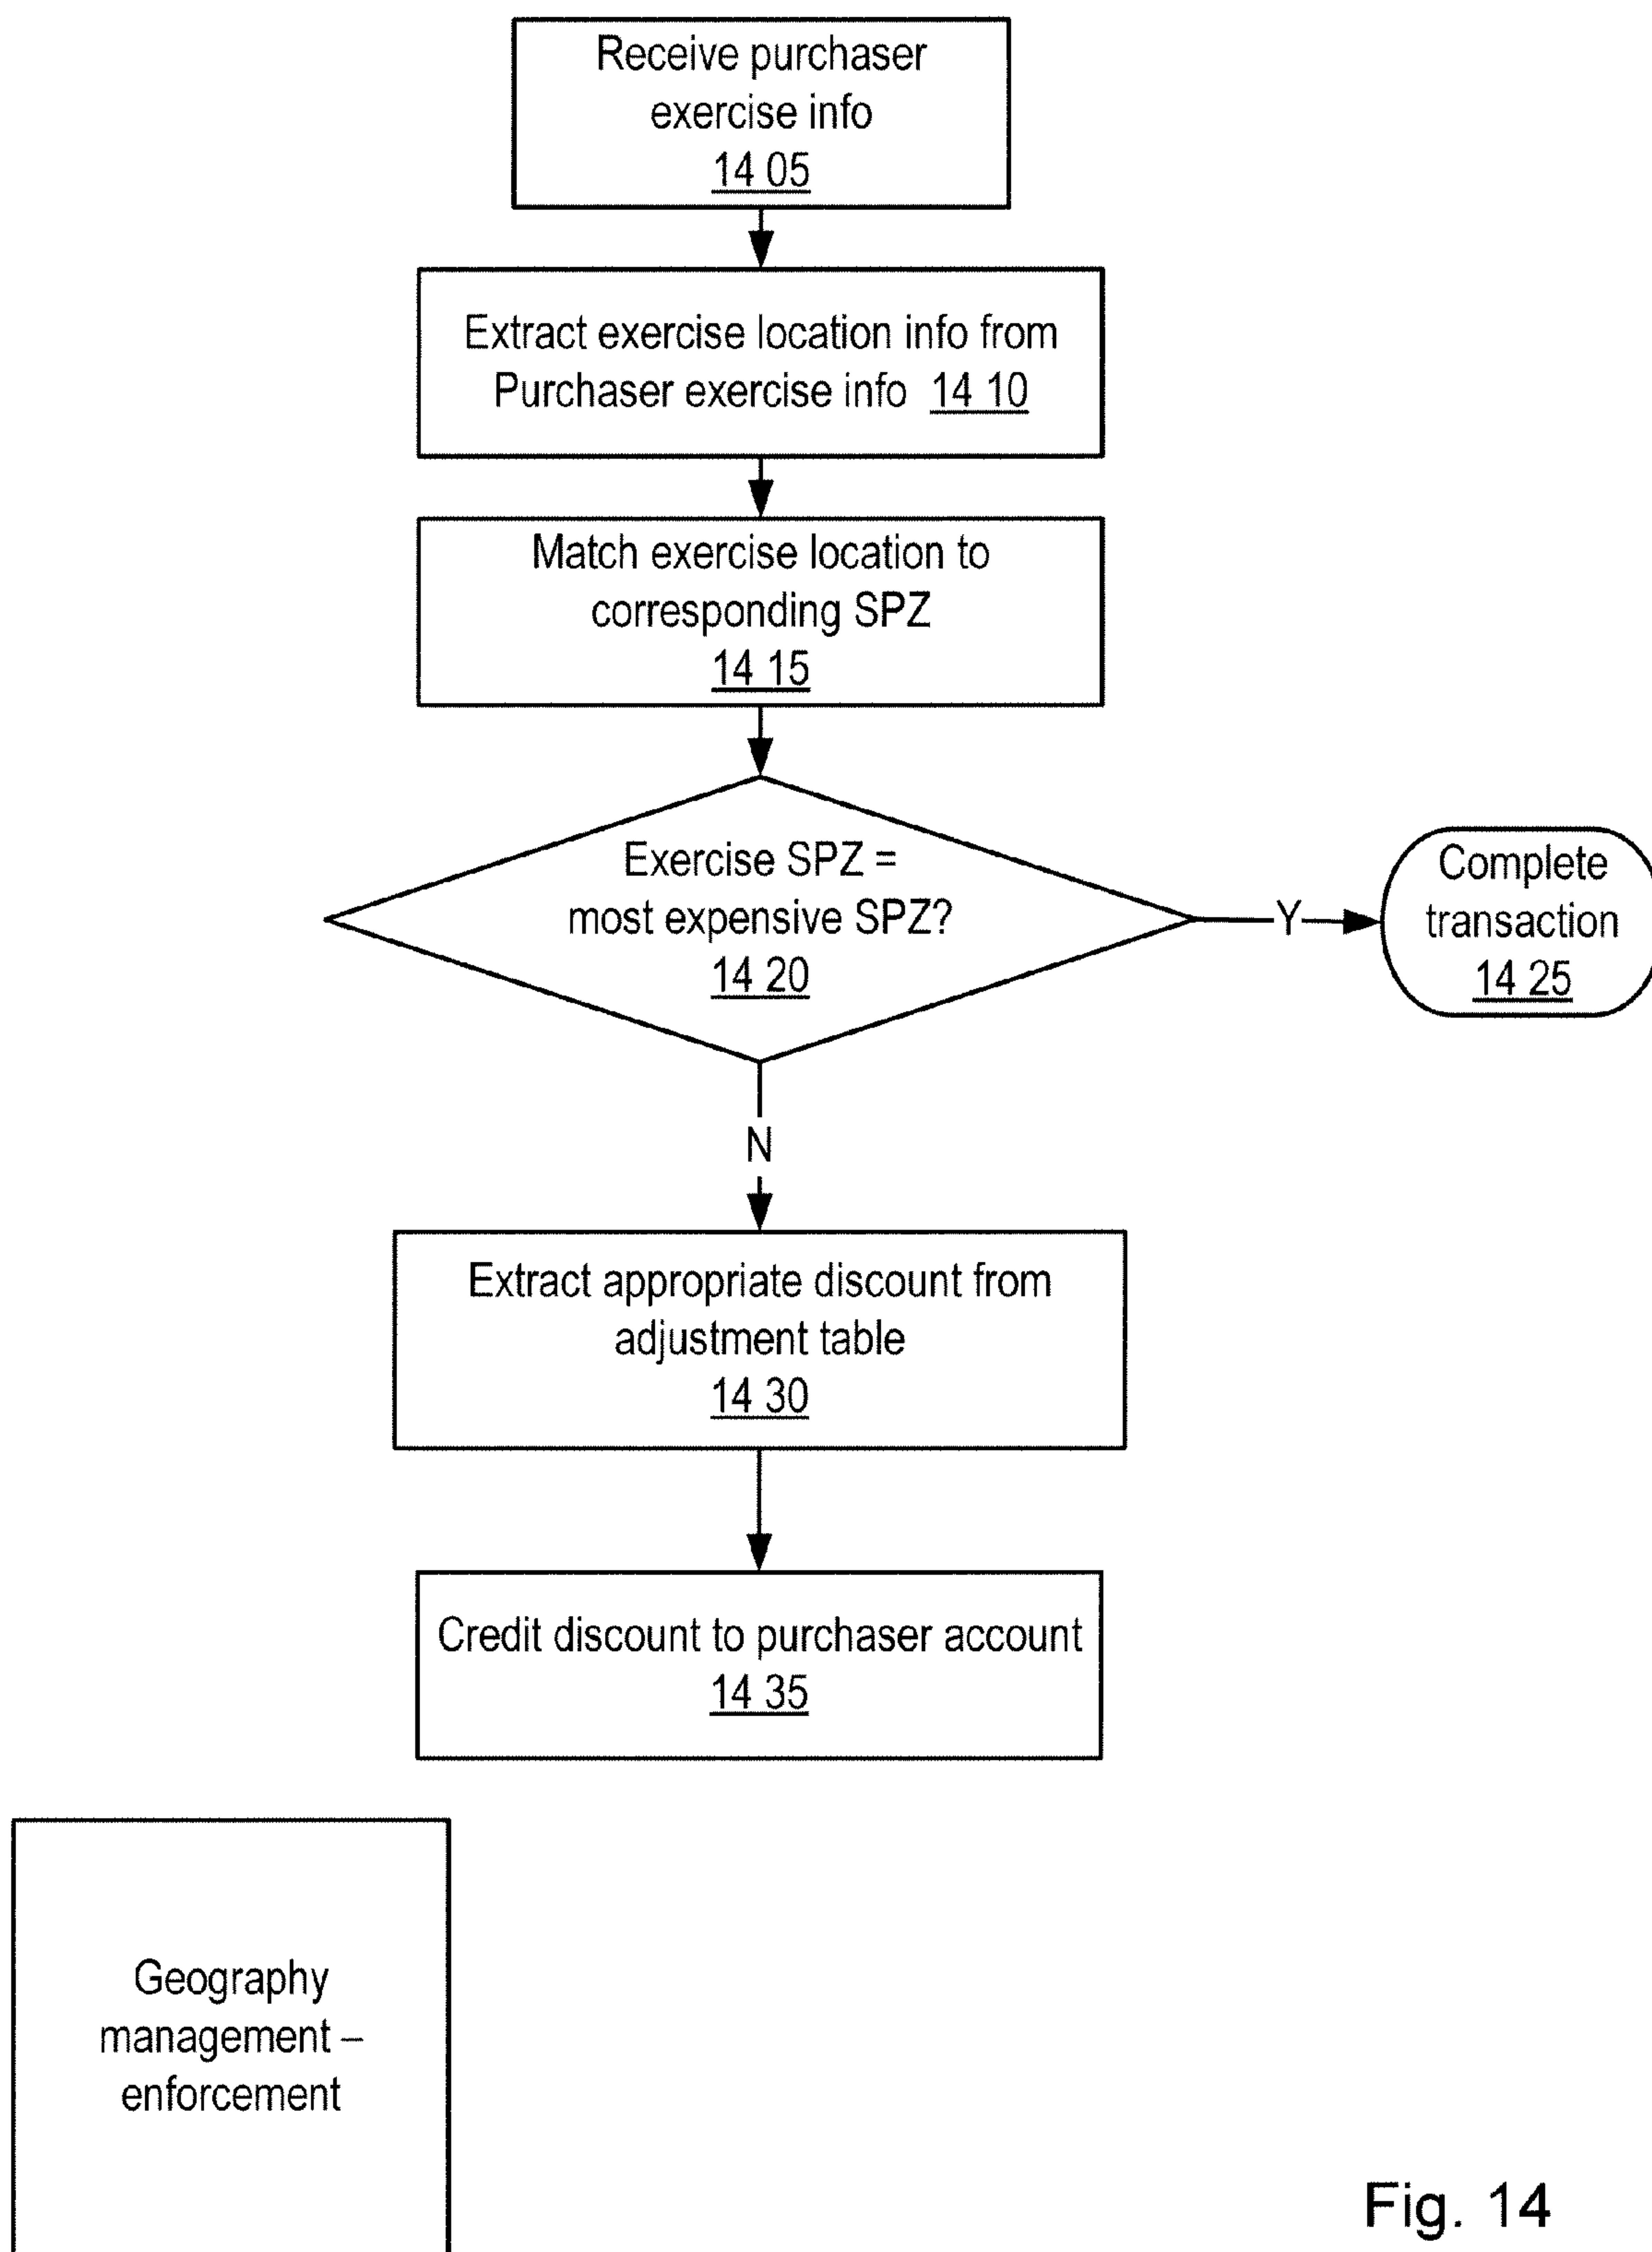 Receive purchaser
exercise info
14 05
Extract exercise location info from
Purchaser exercise info 14 10
Match exercise location to
corresponding SPZ
14 15
Exercise SPZ =
most expensive SPZ?
14 20
Y
Complete
transaction
14 25
N
Extract appropriate discount from
adjustment table
14 30
Credit discount to purchaser account
14 35
Geography
management –
enforcement
Fig. 14